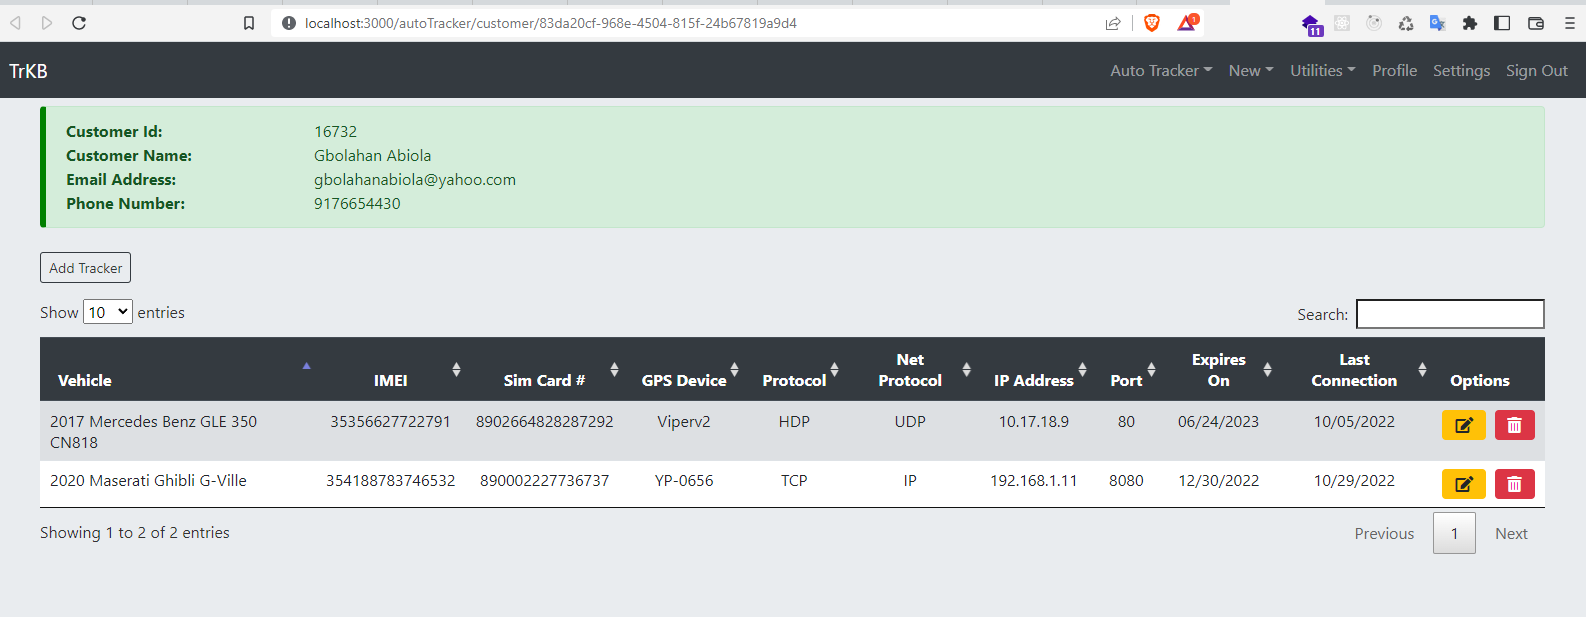 localhost:3000/autoTracker/customer/83da20cf-968e-4504-815f-24b67819a9d4
1
11
TrKB
Auto Tracker New Utilities Profile Settings Sign Out
Customer Id: 16732
Customer Name: Gbolahan Abiola
Email Address: gbolahanabiola@yahoo.com
Phone Number: 9176654430
Add Tracker
Show 10 entries
Search:
Vehicle IMEI Sim Card # GPS Device Protocol Net Protocol IP Address Port Expires On Last Connection Options
2017 Mercedes Benz GLE 350 CN818 35356627722791 8902664828287292 Viperv2 HDP UDP 10.17.18.9 80 06/24/2023 10/05/2022
2020 Maserati Ghibli G-Ville 354188783746532 890002227736737 YP-0656 TCP IP 192.168.1.11 8080 12/30/2022 10/29/2022
Showing 1 to 2 of 2 entries
Previous 1 Next